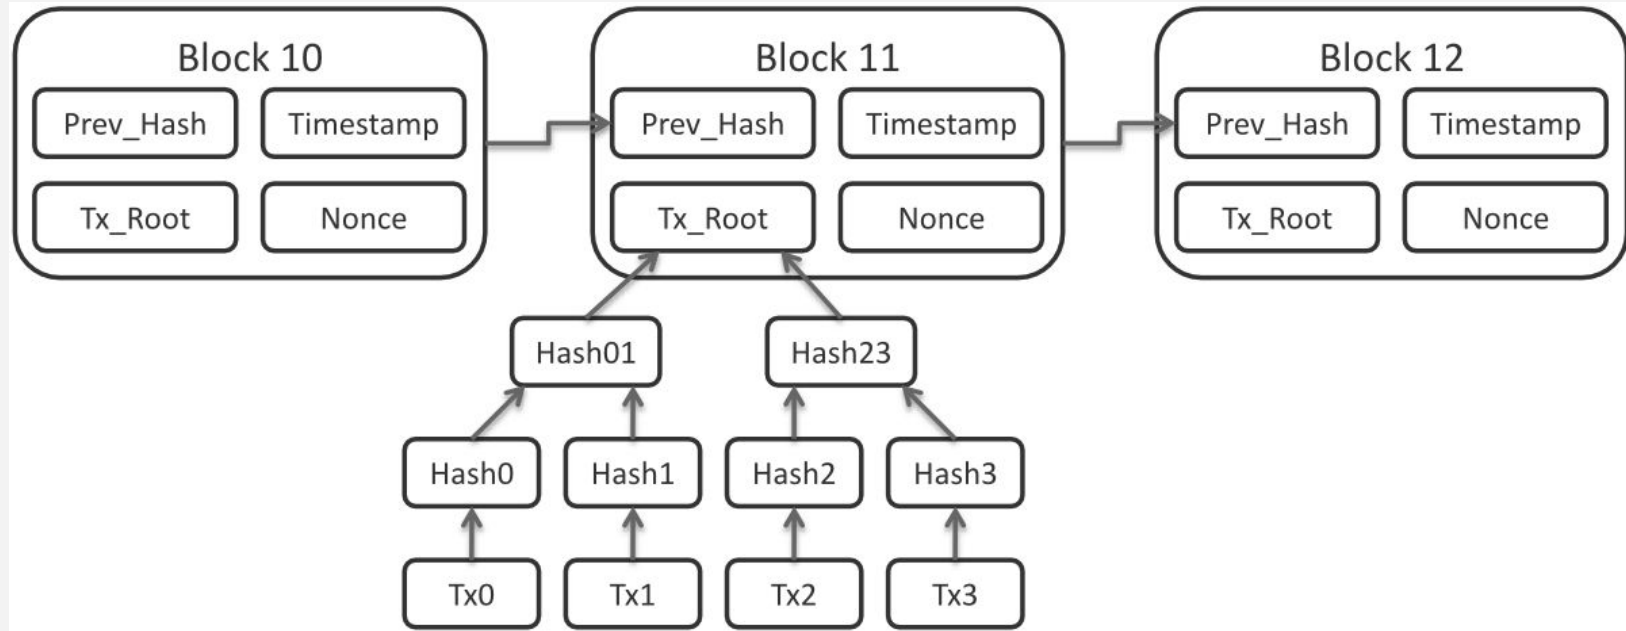 Block 10
Block 11
Block 12
Prev_Hash
Timestamp
Prev_Hash
Timestamp
Prev_Hash
Timestamp
Tx_Root
Nonce
Tx_Root
Nonce
Tx_Root
Nonce
Hash01
Hash23
Hash0
Hash1
Hash2
Hash3
Tx0
Tx1
Tx2
Tx3